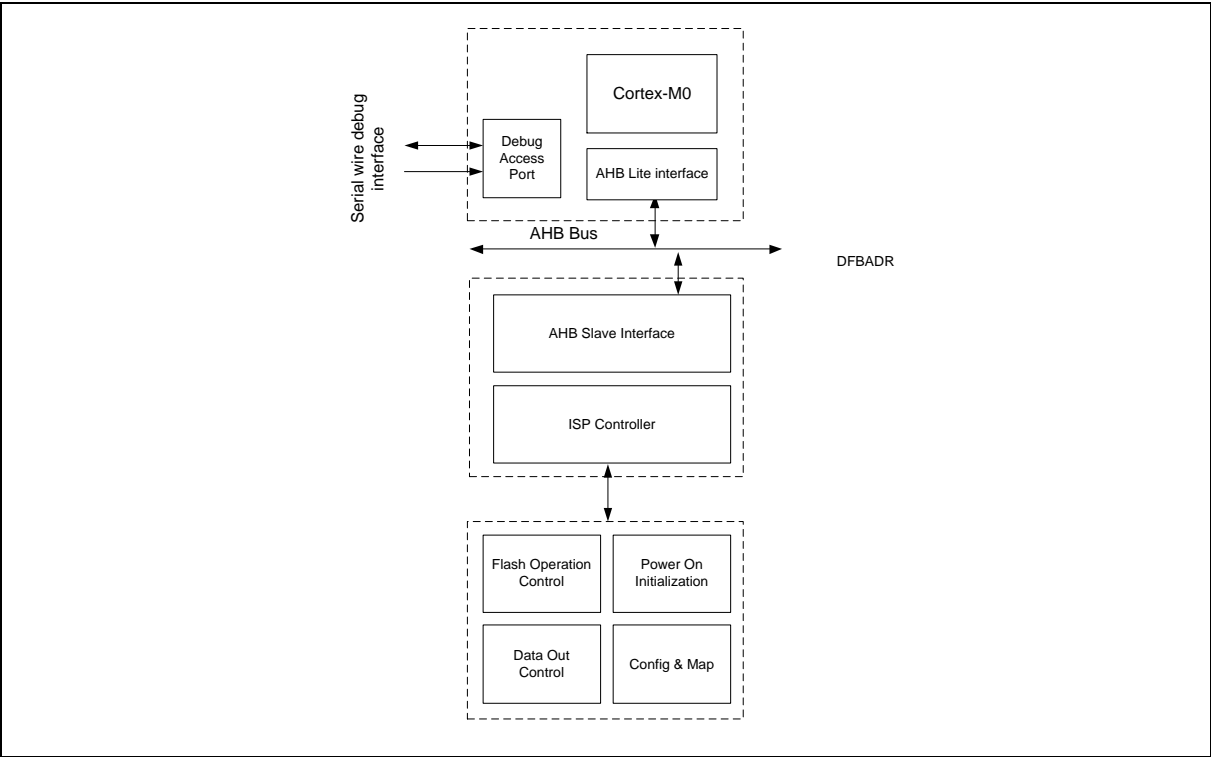 Cortex-M0
Serial wire debug
interface
Debug
Access
Port
AHB Lite interface
AHB Bus
DFBADR
AHB Slave Interface
ISP Controller
Flash Operation
Control
Power On
Initialization
Data Out
Control
Config & Map